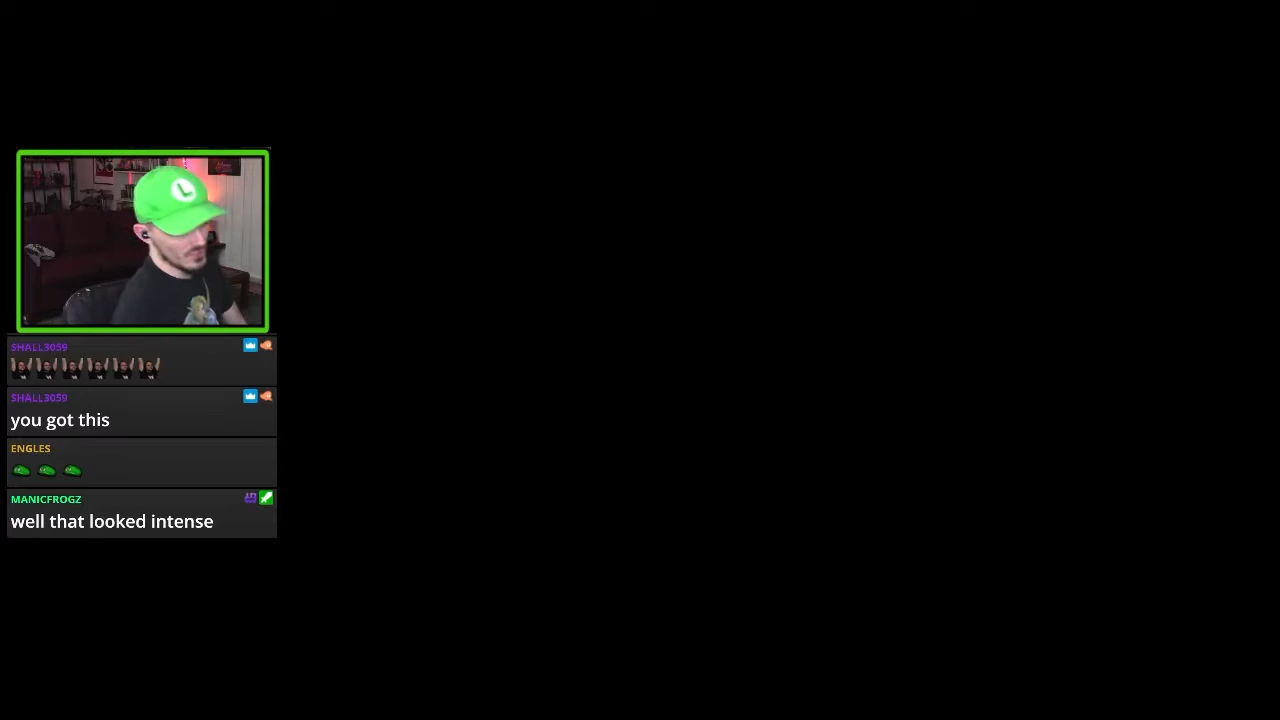 L
SHALL3059
SHALL3059
you got this
ENGLES
MANICFROGZ
well that looked intense